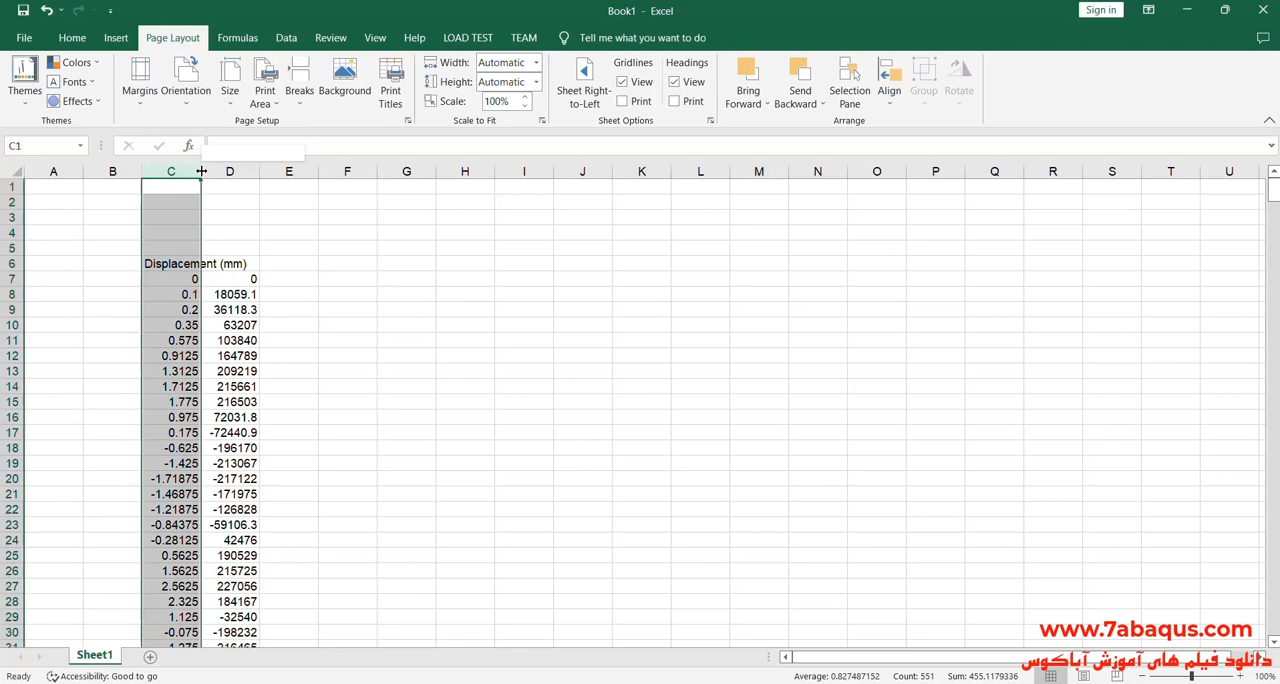 Book1 - Excel
Sign in
File Home Insert Page Layout Formulas Data Review View Help LOAD TEST TEAM Tell me what you want to do
Themes
Colors
Fonts
Effects
Themes
Margins
Orientation
Size
Print Area
Breaks
Background
Print Titles
Page Setup
Width: Automatic
Height: Automatic
Scale: 100%
Scale to Fit
Sheet Right-to-Left
Gridlines
View
Print
Headings
View
Print
Sheet Options
Bring Forward
Send Backward
Selection Pane
Align
Group
Rotate
Arrange
C1
fx
A B C D E F G H I J K L M N O P Q R S T U
1
2
3
4
5
6 Displacement (mm)
7 0 0
8 0.1 18059.1
9 0.2 36118.3
10 0.35 63207
11 0.575 103840
12 0.9125 164789
13 1.3125 209219
14 1.7125 215661
15 1.775 216503
16 0.975 72031.8
17 0.175 -72440.9
18 -0.625 -196170
19 -1.425 -213067
20 -1.71875 -217122
21 -1.46875 -171975
22 -1.21875 -126828
23 -0.84375 -59106.3
24 -0.28125 42476
25 0.5625 190529
26 1.5625 215725
27 2.5625 227056
28 2.325 184167
29 1.125 -32540
30 -0.075 -198232
www.7abaqus.com
دانلود فیلم های آموزش آباکوس
Sheet1
Ready
Accessibility: Good to go
Average: 0.827487152 Count: 551 Sum: 455.1179336
100%